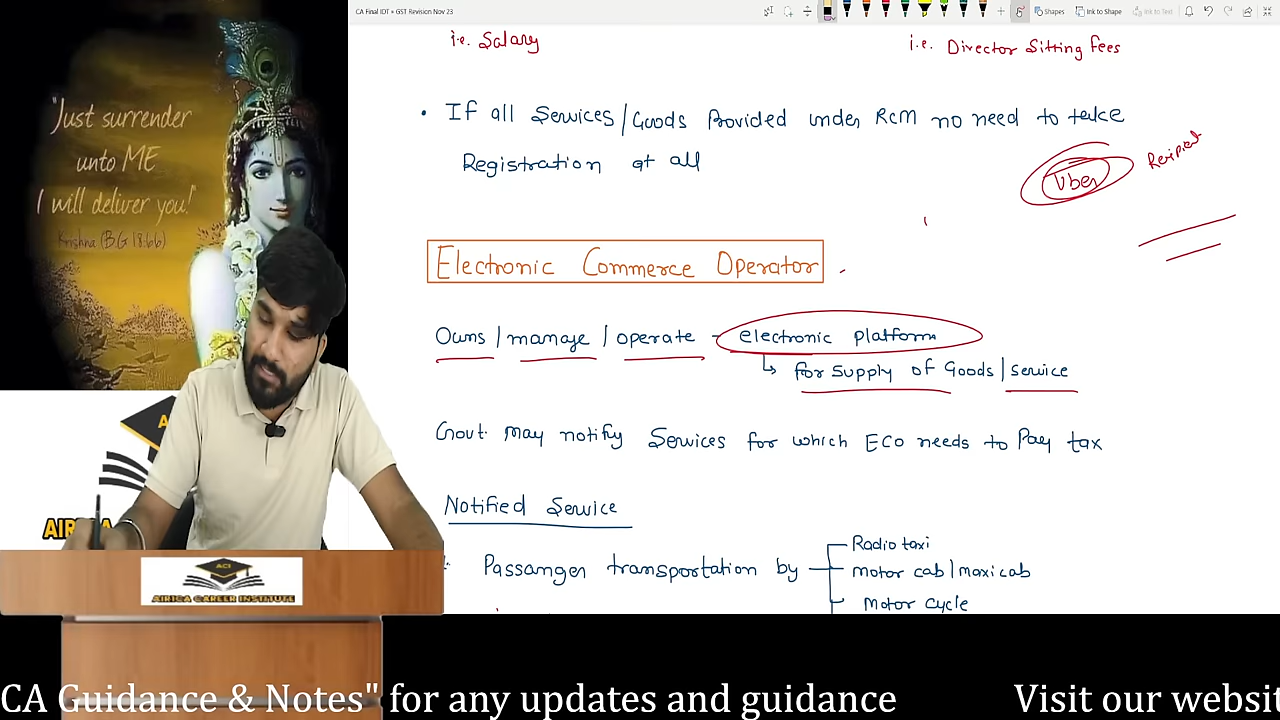 CA Final IDT » GST Revision Nov 23
Shapes
Ink to Shape
Ink to Text
"Just surrender
unto ME
I will deliver you!"
Krishna (BG 18:66)
i.e. Salary
i.e. Director Sitting Fees
• If all Services/Goods Provided under RCM no need to take
Registration at all
Uber
Electronic Commerce Operator
Owns / manage / operate - electronic platform
↳ for supply of Goods / service
Govt. May notify Services for which ECO needs to Pay tax
Notified Service
Passanger transportation by
Radio taxi
motor cab / maxi cab
Motor cycle
ACI
AIRICA CAREER INSTITUTE
CA Guidance & Notes" for any updates and guidance
Visit our websit